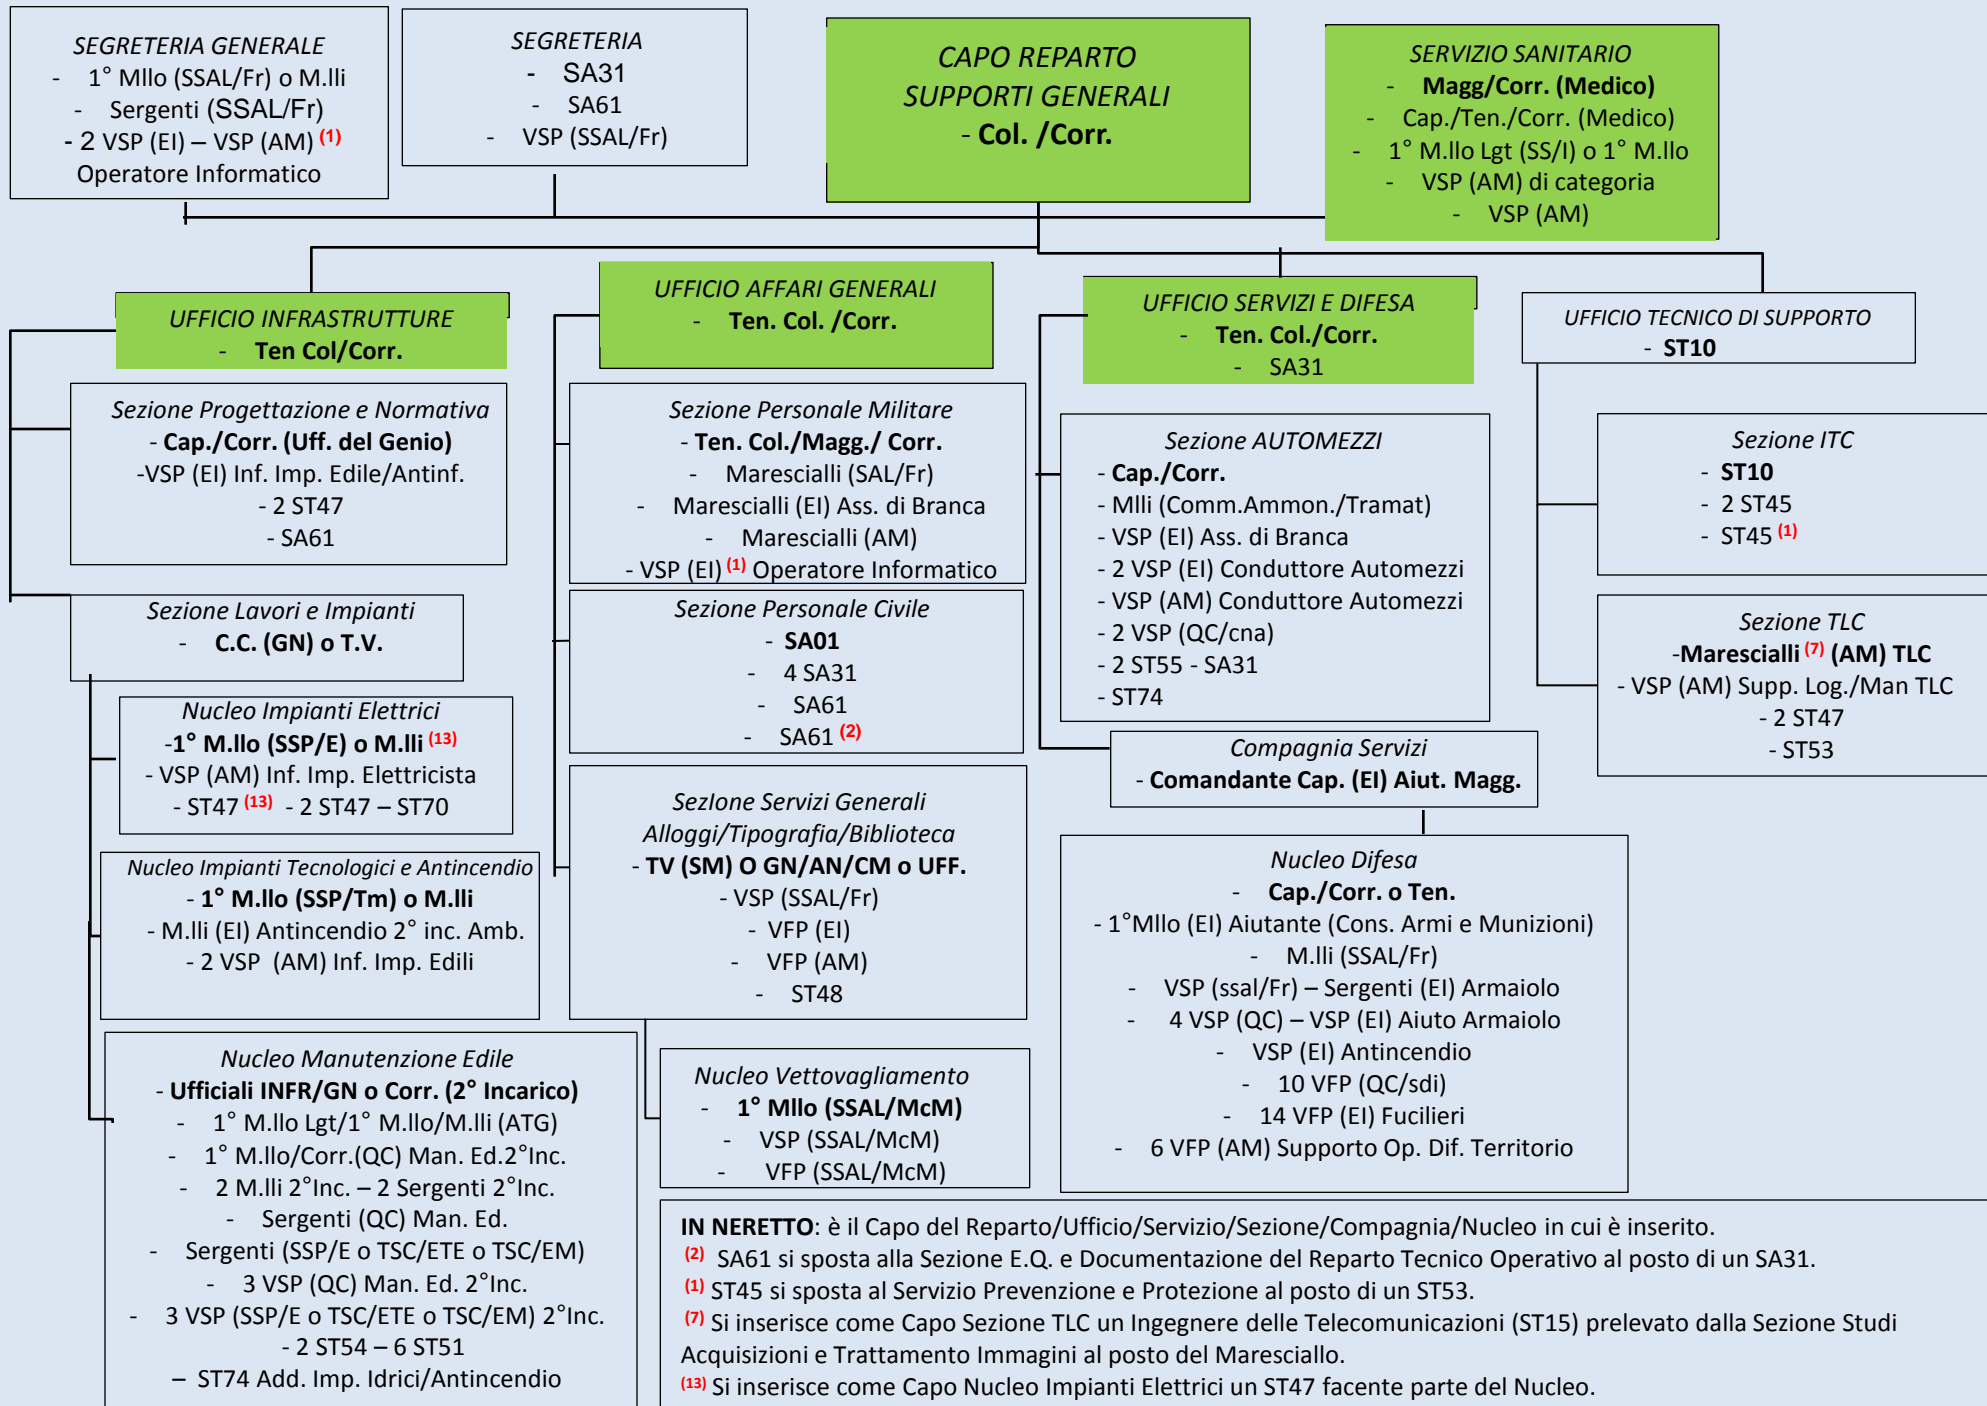 SEGRETERIA GENERALE
- 1° Mllo (SSAL/Fr) o M.lli
- Sergenti (SSAL/Fr)
- 2 VSP (EI) – VSP (AM) (1)
Operatore Informatico
SEGRETERIA
- SA31
- SA61
- VSP (SSAL/Fr)
CAPO REPARTO
SUPPORTI GENERALI
- Col. /Corr.
SERVIZIO SANITARIO
- Magg/Corr. (Medico)
- Cap./Ten./Corr. (Medico)
- 1° M.llo Lgt (SS/I) o 1° M.llo
- VSP (AM) di categoria
- VSP (AM)
UFFICIO INFRASTRUTTURE
- Ten Col/Corr.
Sezione Progettazione e Normativa
- Cap./Corr. (Uff. del Genio)
-VSP (EI) Inf. Imp. Edile/Antinf.
- 2 ST47
- SA61
Sezione Lavori e Impianti
- C.C. (GN) o T.V.
Nucleo Impianti Elettrici
-1° M.llo (SSP/E) o M.lli (13)
- VSP (AM) Inf. Imp. Elettricista
- ST47 (13) - 2 ST47 – ST70
Nucleo Impianti Tecnologici e Antincendio
- 1° M.llo (SSP/Tm) o M.lli
- M.lli (EI) Antincendio 2° inc. Amb.
- 2 VSP (AM) Inf. Imp. Edili
Nucleo Manutenzione Edile
- Ufficiali INFR/GN o Corr. (2° Incarico)
- 1° M.llo Lgt/1° M.llo/M.lli (ATG)
- 1° M.llo/Corr.(QC) Man. Ed.2°Inc.
- 2 M.lli 2°Inc. – 2 Sergenti 2°Inc.
- Sergenti (QC) Man. Ed.
- Sergenti (SSP/E o TSC/ETE o TSC/EM)
- 3 VSP (QC) Man. Ed. 2°Inc.
- 3 VSP (SSP/E o TSC/ETE o TSC/EM) 2°Inc.
- 2 ST54 – 6 ST51
– ST74 Add. Imp. Idrici/Antincendio
UFFICIO AFFARI GENERALI
- Ten. Col. /Corr.
Sezione Personale Militare
- Ten. Col./Magg./ Corr.
- Marescialli (SAL/Fr)
- Marescialli (EI) Ass. di Branca
- Marescialli (AM)
- VSP (EI) (1) Operatore Informatico
Sezione Personale Civile
- SA01
- 4 SA31
- SA61
- SA61 (2)
SezIone Servizi Generali
Alloggi/Tipografia/Biblioteca
- TV (SM) O GN/AN/CM o UFF.
- VSP (SSAL/Fr)
- VFP (EI)
- VFP (AM)
- ST48
Nucleo Vettovagliamento
- 1° Mllo (SSAL/McM)
- VSP (SSAL/McM)
- VFP (SSAL/McM)
UFFICIO SERVIZI E DIFESA
- Ten. Col./Corr.
- SA31
Sezione AUTOMEZZI
- Cap./Corr.
- Mlli (Comm.Ammon./Tramat)
- VSP (EI) Ass. di Branca
- 2 VSP (EI) Conduttore Automezzi
- VSP (AM) Conduttore Automezzi
- 2 VSP (QC/cna)
- 2 ST55 - SA31
- ST74
Compagnia Servizi
- Comandante Cap. (EI) Aiut. Magg.
Nucleo Difesa
- Cap./Corr. o Ten.
- 1°Mllo (EI) Aiutante (Cons. Armi e Munizioni)
- M.lli (SSAL/Fr)
- VSP (ssal/Fr) – Sergenti (EI) Armaiolo
- 4 VSP (QC) – VSP (EI) Aiuto Armaiolo
- VSP (EI) Antincendio
- 10 VFP (QC/sdi)
- 14 VFP (EI) Fucilieri
- 6 VFP (AM) Supporto Op. Dif. Territorio
UFFICIO TECNICO DI SUPPORTO
- ST10
Sezione ITC
- ST10
- 2 ST45
- ST45 (1)
Sezione TLC
-Marescialli (7) (AM) TLC
- VSP (AM) Supp. Log./Man TLC
- 2 ST47
- ST53
IN NERETTO: è il Capo del Reparto/Ufficio/Servizio/Sezione/Compagnia/Nucleo in cui è inserito.
(2) SA61 si sposta alla Sezione E.Q. e Documentazione del Reparto Tecnico Operativo al posto di un SA31.
(1) ST45 si sposta al Servizio Prevenzione e Protezione al posto di un ST53.
(7) Si inserisce come Capo Sezione TLC un Ingegnere delle Telecomunicazioni (ST15) prelevato dalla Sezione Studi
Acquisizioni e Trattamento Immagini al posto del Maresciallo.
(13) Si inserisce come Capo Nucleo Impianti Elettrici un ST47 facente parte del Nucleo.